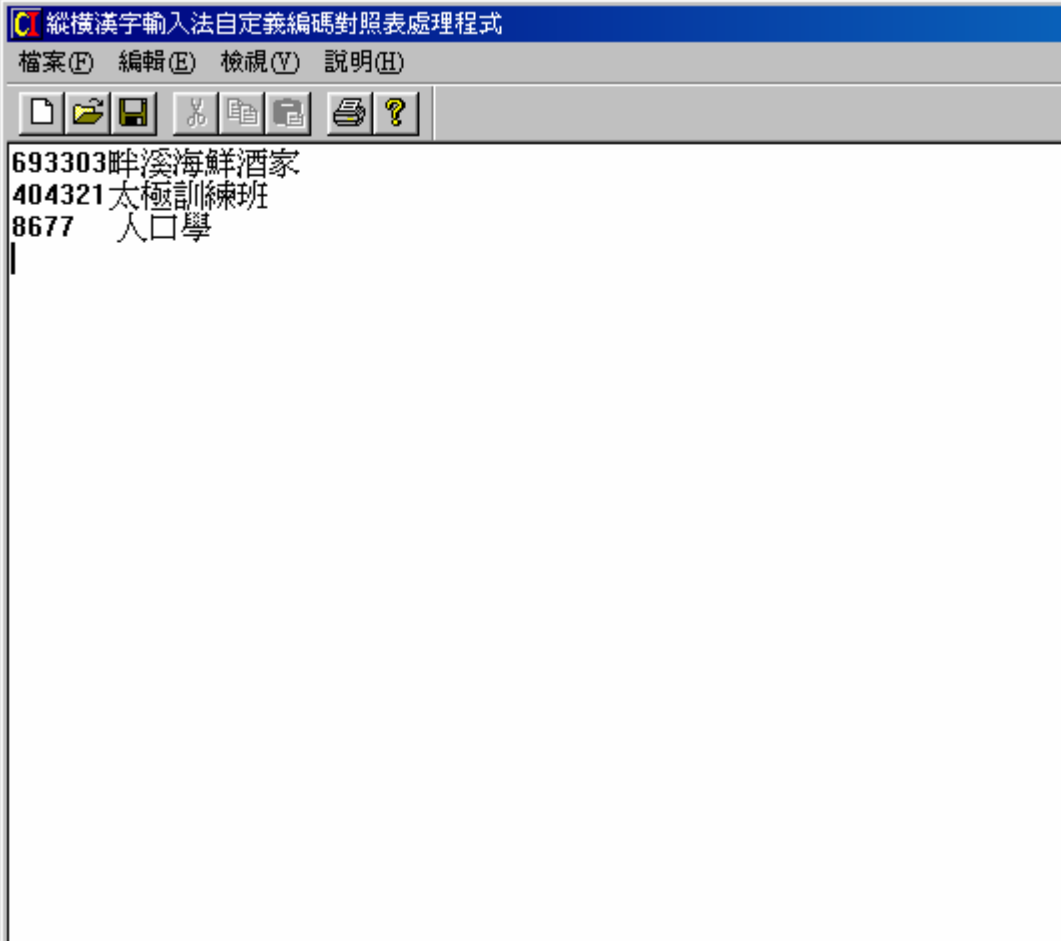 CI 縱橫漢字輸入法自定義編碼對照表處理程式
檔案(F) 編輯(E) 檢視(V) 說明(H)
693303畔溪海鮮酒家
404321太極訓練班
8677 人口學